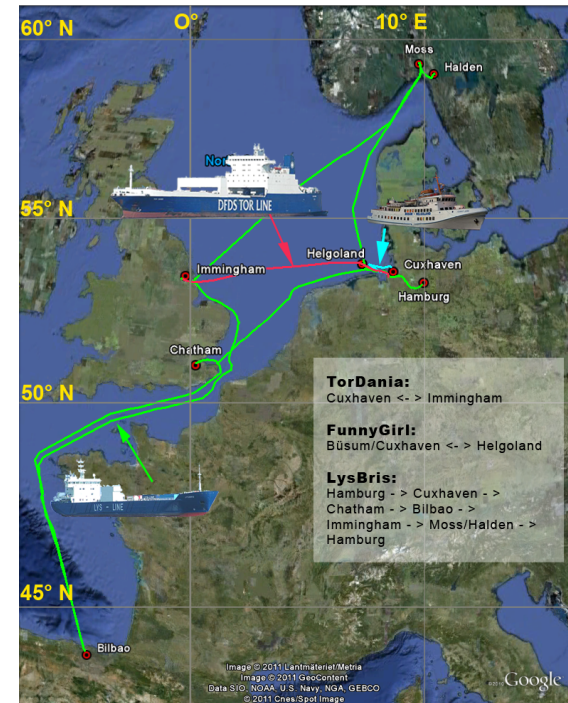 60° N
0°
10° E
Moss
Halden
Nor
DFDS TOR LINE
55° N
Helgoland
Cuxhaven
Immingham
Hamburg
Chatham
50° N
TorDania:
Cuxhaven <- > Immingham
FunnyGirl:
Büsum/Cuxhaven <- > Helgoland
LysBris:
Hamburg - > Cuxhaven - >
Chatham - > Bilbao - >
Immingham - > Moss/Halden - >
Hamburg
LYS - LINE
45° N
Bilbao
Image © 2011 Lantmäteriet/Metria
Image © 2011 GeoContent
Data SIO, NOAA, U.S. Navy, NGA, GEBCO
© 2011 Cnes/Spot Image
Google